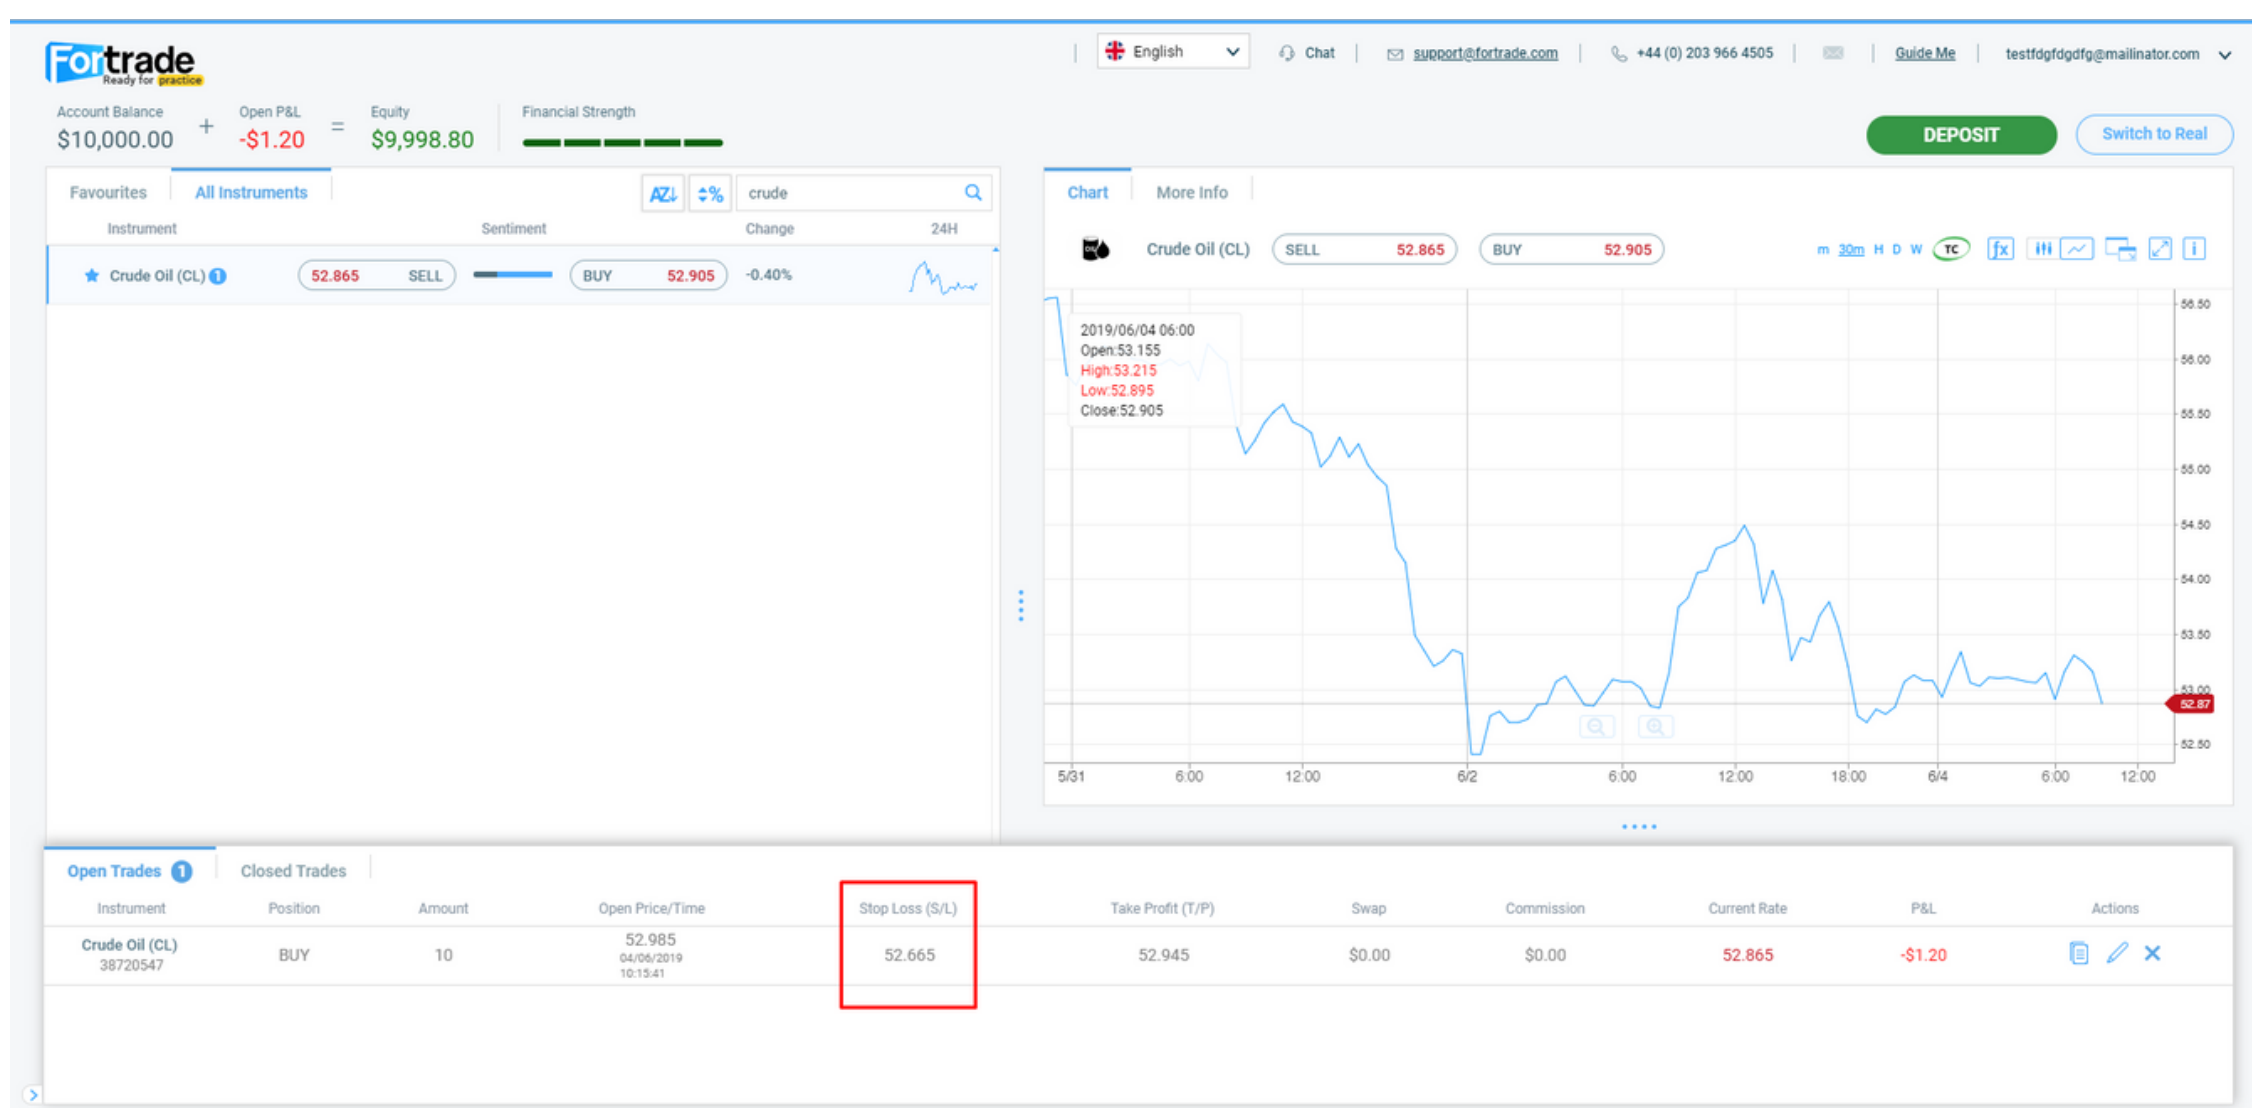 Fortrade
Ready for practice
English
Chat
support@fortrade.com
+44 (0) 203 966 4505
Guide Me
testfdgfdgdfg@mailinator.com
Account Balance
$10,000.00
+
Open P&L
-$1.20
=
Equity
$9,998.80
Financial Strength
DEPOSIT
Switch to Real
Favourites
All Instruments
AZ
%
crude
Instrument
Sentiment
Change
24H
Crude Oil (CL) 1
52.865 SELL
BUY 52.905
-0.40%
Chart
More Info
OIL
Crude Oil (CL)
SELL 52.865
BUY 52.905
m 30m H D W TC fx i
2019/06/04 06:00
Open:53.155
High:53.215
Low:52.895
Close:52.905
56.50
56.00
55.50
55.00
54.50
54.00
53.50
53.00
52.87
52.50
5/31 6:00 12:00 6/2 6:00 12:00 18:00 6/4 6:00 12:00
Open Trades 1
Closed Trades
Instrument Position Amount Open Price/Time Stop Loss (S/L) Take Profit (T/P) Swap Commission Current Rate P&L Actions
Crude Oil (CL)
38720547
BUY
10
52.985
04/06/2019
10:15:41
52.665
52.945
$0.00
$0.00
52.865
-$1.20